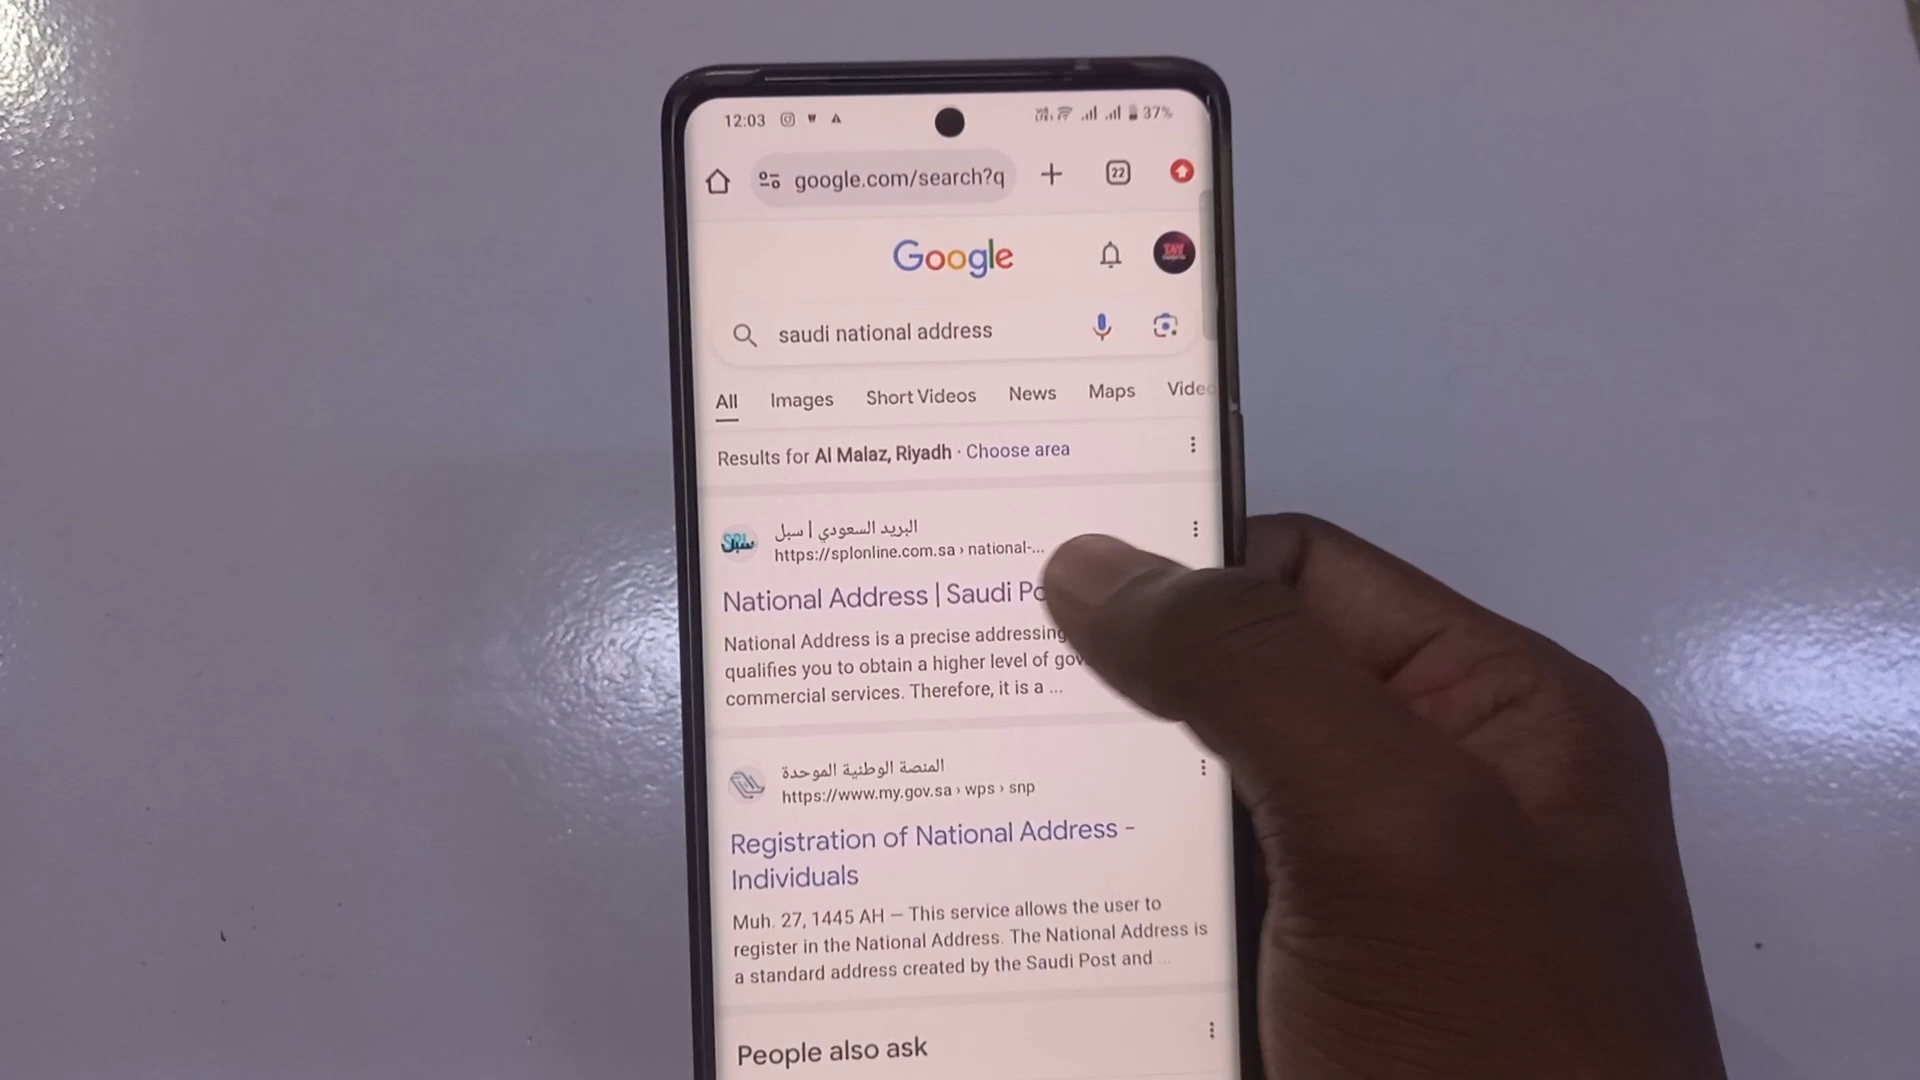 12:03
37%
google.com/search?q
22
Google
saudi national address
All Images Short Videos News Maps Video
Results for Al Malaz, Riyadh · Choose area
البريد السعودي | سبل
https://splonline.com.sa › national-...
National Address | Saudi Po
National Address is a precise addressing
qualifies you to obtain a higher level of gov
commercial services. Therefore, it is a ...
المنصة الوطنية الموحدة
https://www.my.gov.sa › wps › snp
Registration of National Address -
Individuals
Muh. 27, 1445 AH — This service allows the user to
register in the National Address. The National Address is
a standard address created by the Saudi Post and ...
People also ask